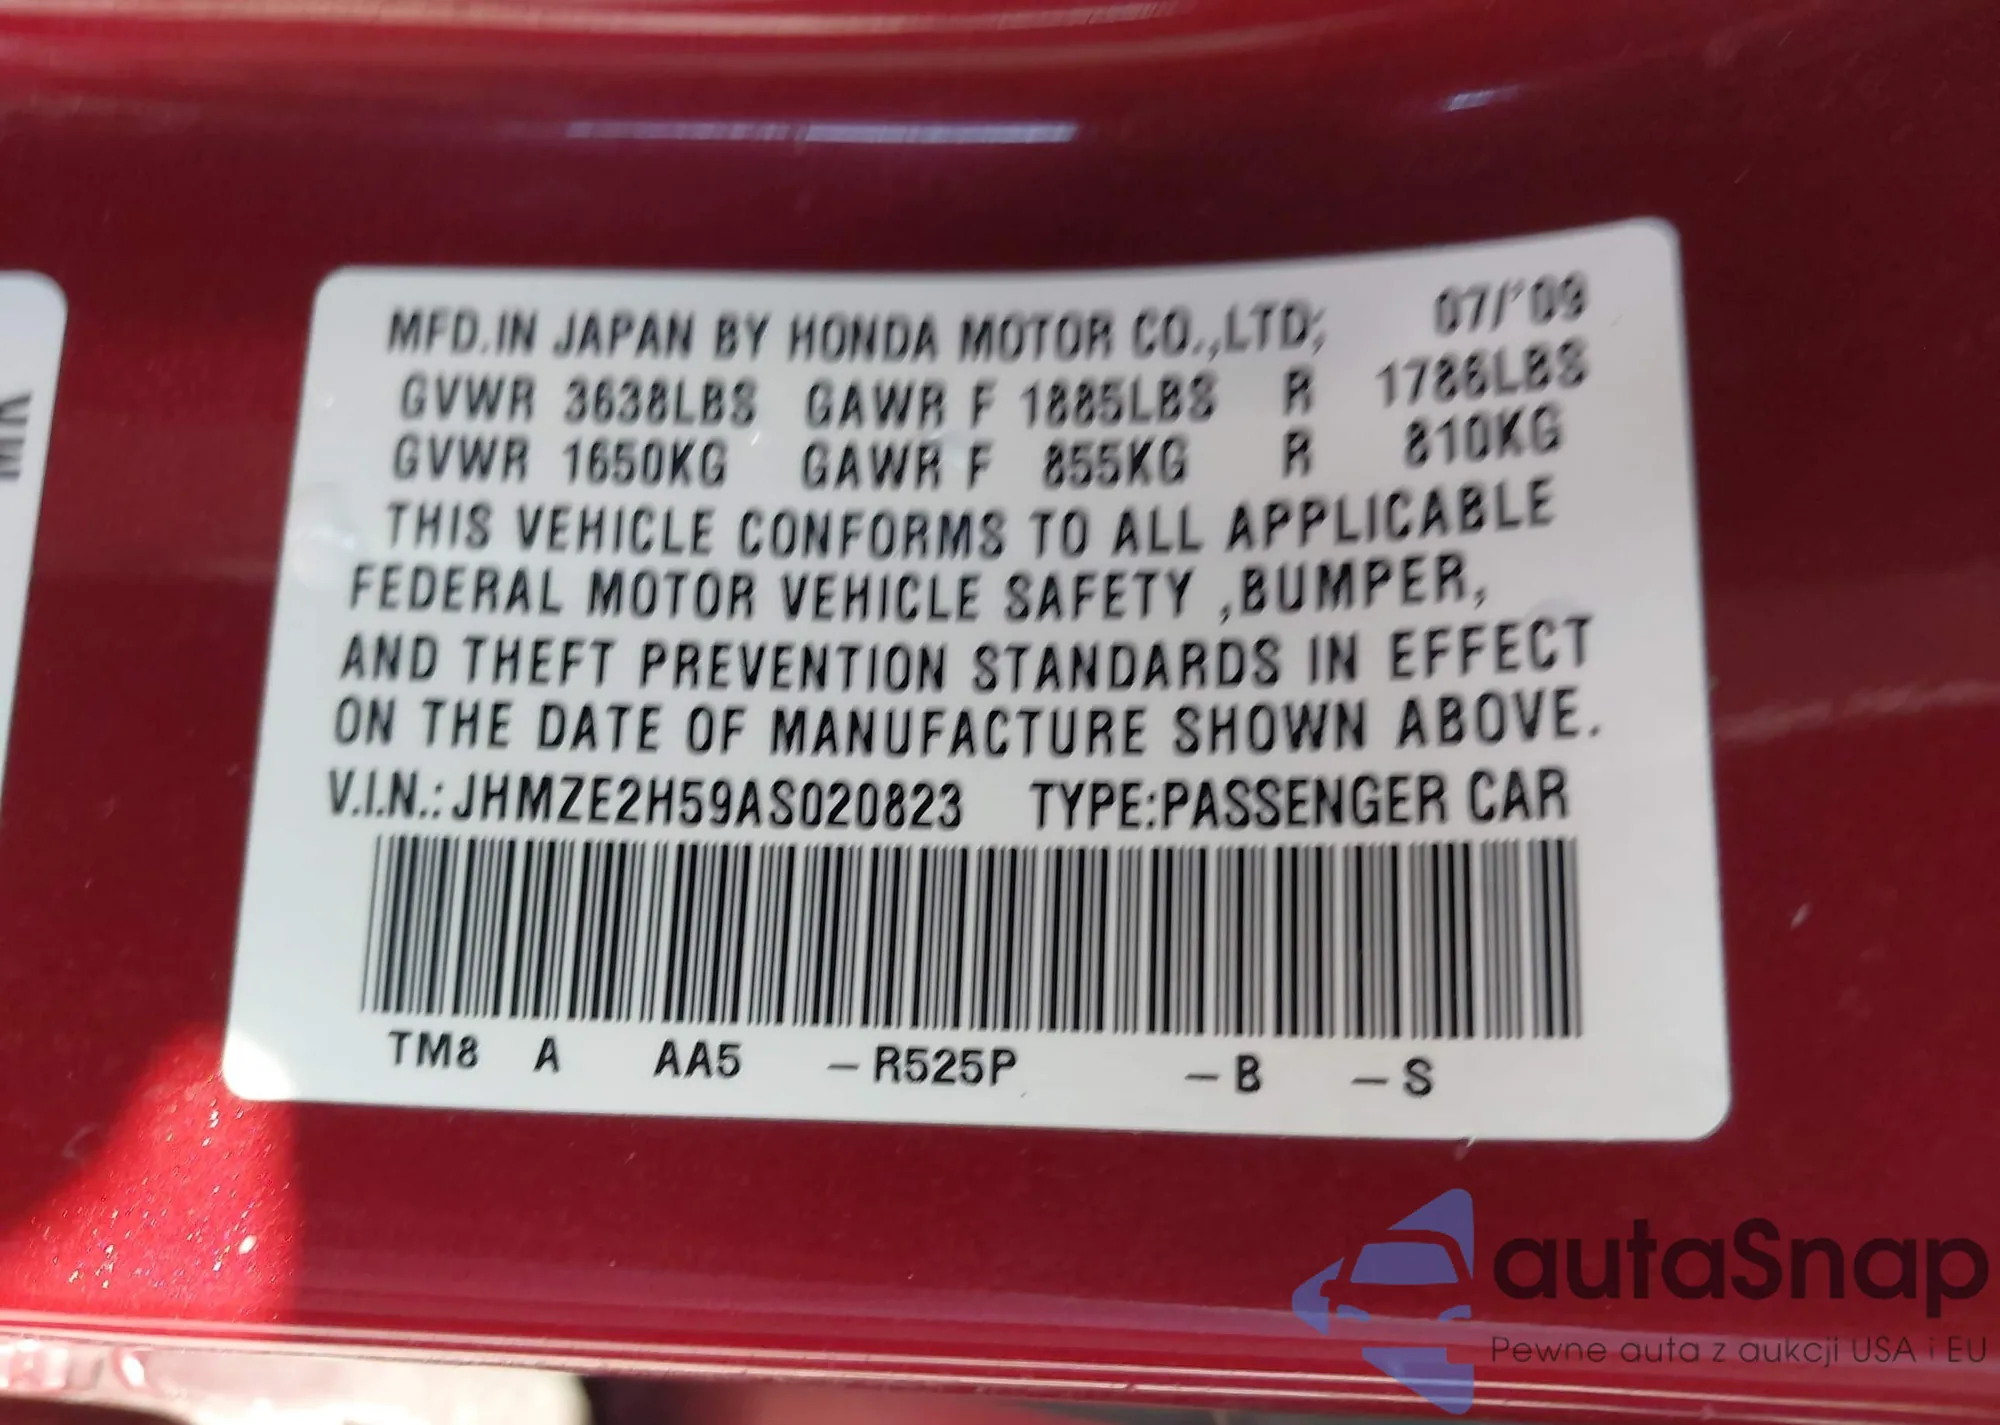 MFD.IN JAPAN BY HONDA MOTOR CO.,LTD; 07/'09
GVWR 3638LBS GAWR F 1885LBS R 1786LBS
GVWR 1650KG GAWR F 855KG R 810KG
THIS VEHICLE CONFORMS TO ALL APPLICABLE
FEDERAL MOTOR VEHICLE SAFETY ,BUMPER,
AND THEFT PREVENTION STANDARDS IN EFFECT
ON THE DATE OF MANUFACTURE SHOWN ABOVE.
V.I.N.:JHMZE2H59AS020823 TYPE:PASSENGER CAR
TM8 A AA5 –R525P –B –S
autaSnap
Pewne auta z aukcji USA i EU